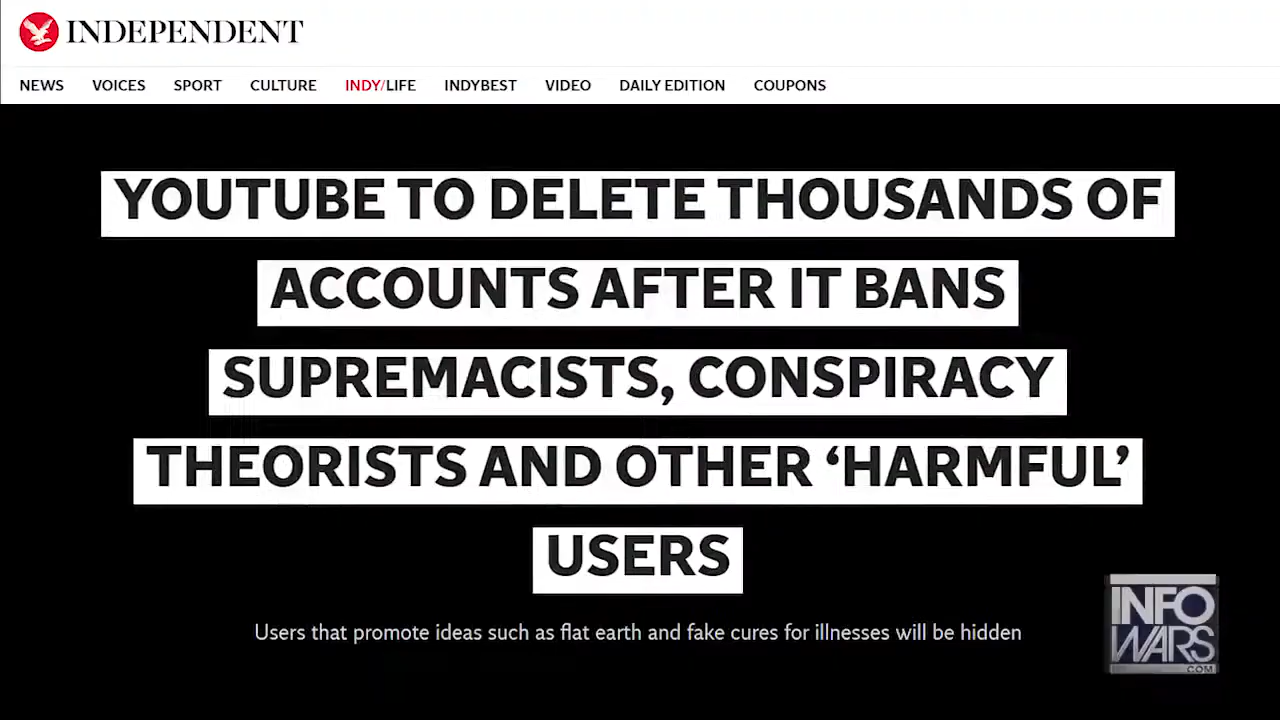 INDEPENDENT
NEWS VOICES SPORT CULTURE INDY/LIFE INDYBEST VIDEO DAILY EDITION COUPONS
YOUTUBE TO DELETE THOUSANDS OF
ACCOUNTS AFTER IT BANS
SUPREMACISTS, CONSPIRACY
THEORISTS AND OTHER ‘HARMFUL’
USERS
Users that promote ideas such as flat earth and fake cures for illnesses will be hidden
INFO
WARS
.COM